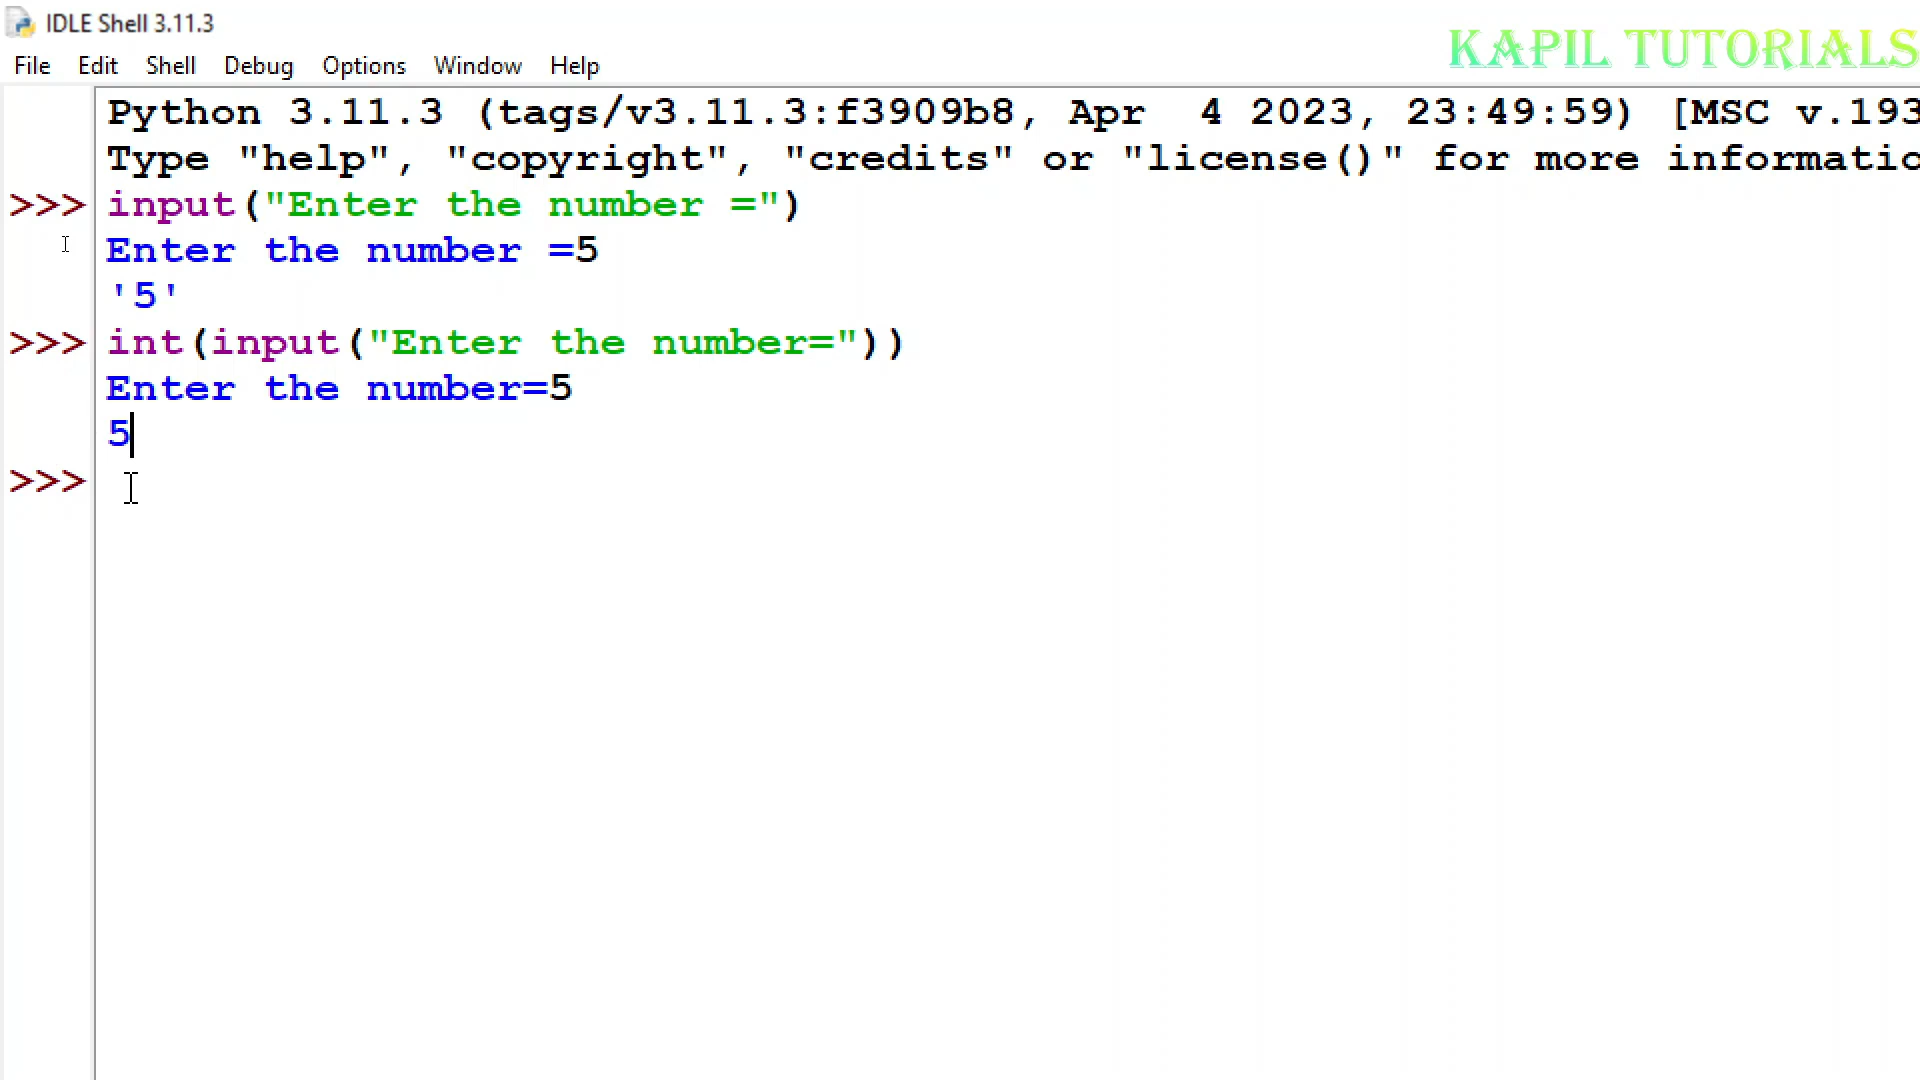 IDLE Shell 3.11.3
KAPIL TUTORIALS
File Edit Shell Debug Options Window Help
Python 3.11.3 (tags/v3.11.3:f3909b8, Apr  4 2023, 23:49:59) [MSC v.193
Type "help", "copyright", "credits" or "license()" for more informatic
>>> input("Enter the number =")
Enter the number =5
'5'
>>> int(input("Enter the number="))
Enter the number=5
5
>>>